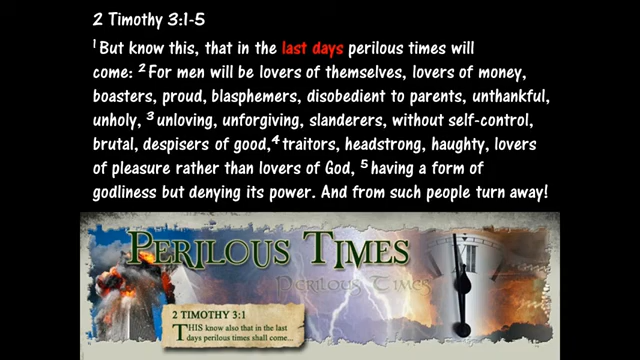 2 Timothy 3:1-5
1 But know this, that in the last days perilous times will
come: 2 For men will be lovers of themselves, lovers of money,
boasters, proud, blasphemers, disobedient to parents, unthankful,
unholy, 3 unloving, unforgiving, slanderers, without self-control,
brutal, despisers of good, 4 traitors, headstrong, haughty, lovers
of pleasure rather than lovers of God, 5 having a form of
godliness but denying its power. And from such people turn away!
PERILOUS TIMES
PERILOUS TIMES
2 TIMOTHY 3:1
THIS know also that in the last
days perilous times shall come...